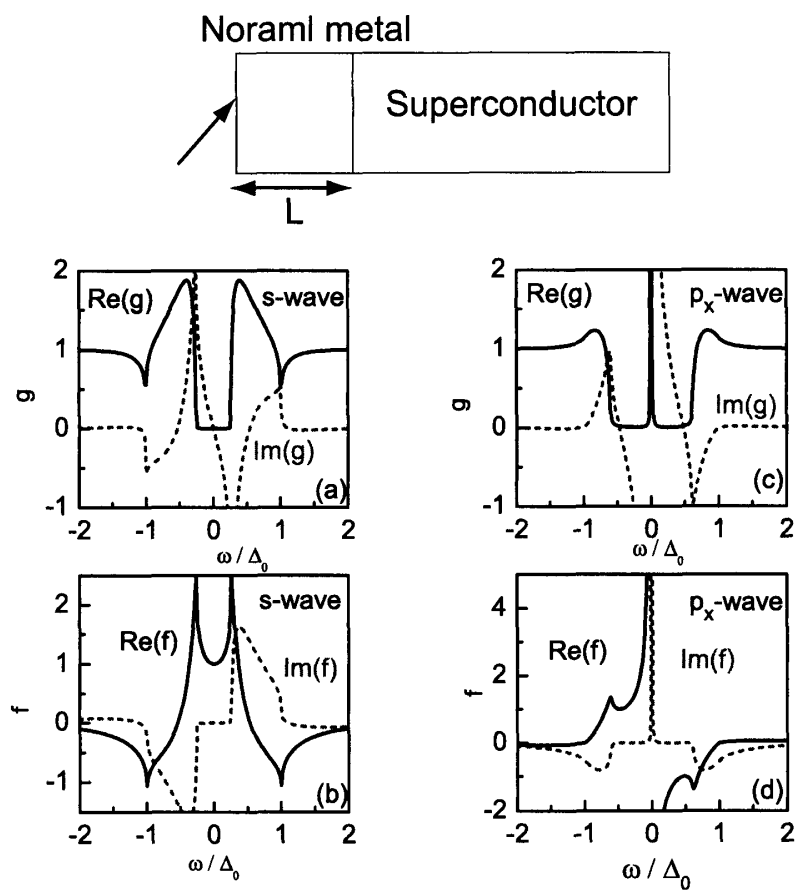 Noraml metal
Superconductor
L
Re(g)
s-wave
Im(g)
(a)
g
2
1
0
-1
-2 -1 0 1 2
ω / Δ₀
Re(g)
pₓ-wave
Im(g)
(c)
g
2
1
0
-1
-2 -1 0 1 2
ω / Δ₀
s-wave
Re(f)
Im(f)
(b)
f
2
1
0
-1
-2 -1 0 1 2
ω / Δ₀
pₓ-wave
Re(f)
Im(f)
(d)
f
4
2
0
-2
-2 -1 0 1 2
ω / Δ₀